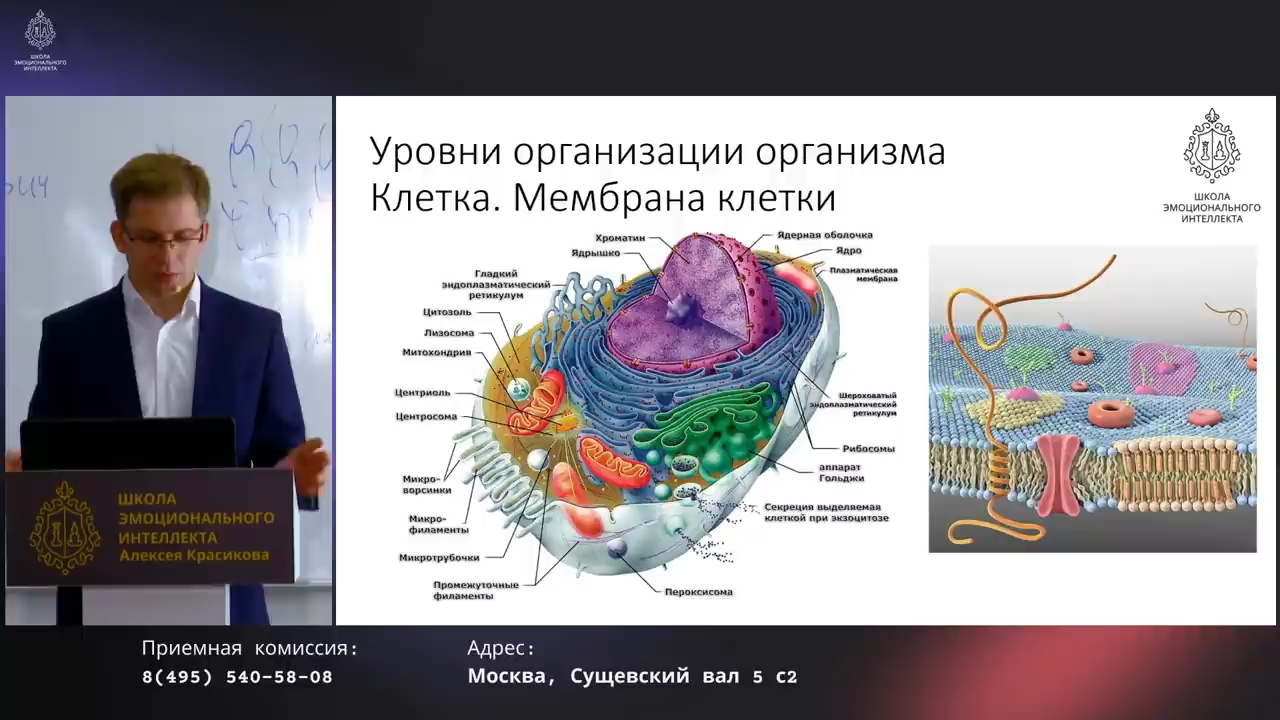 ШКОЛА
ЭМОЦИОНАЛЬНОГО
ИНТЕЛЛЕКТА
Уровни организации организма
Клетка. Мембрана клетки
ШКОЛА
ЭМОЦИОНАЛЬНОГО
ИНТЕЛЛЕКТА
Хроматин
Ядрышко
Гладкий
эндоплазматический
ретикулум
Цитозоль
Лизосома
Митохондрия
Центриоль
Центросома
Микро-
ворсинки
Микро-
филаменты
Микротрубочки
Промежуточные
филаменты
Ядерная оболочка
Ядро
Плазматическая
мембрана
Шероховатый
эндоплазматический
ретикулум
Рибосомы
аппарат
Гольджи
Секреция выделяемая
клеткой при экзоцитозе
Пероксисома
ШКОЛА
ЭМОЦИОНАЛЬНОГО
ИНТЕЛЛЕКТА
Алексея Красикова
Приемная комиссия:
8(495) 540-58-08
Адрес:
Москва, Сущевский вал 5 с2